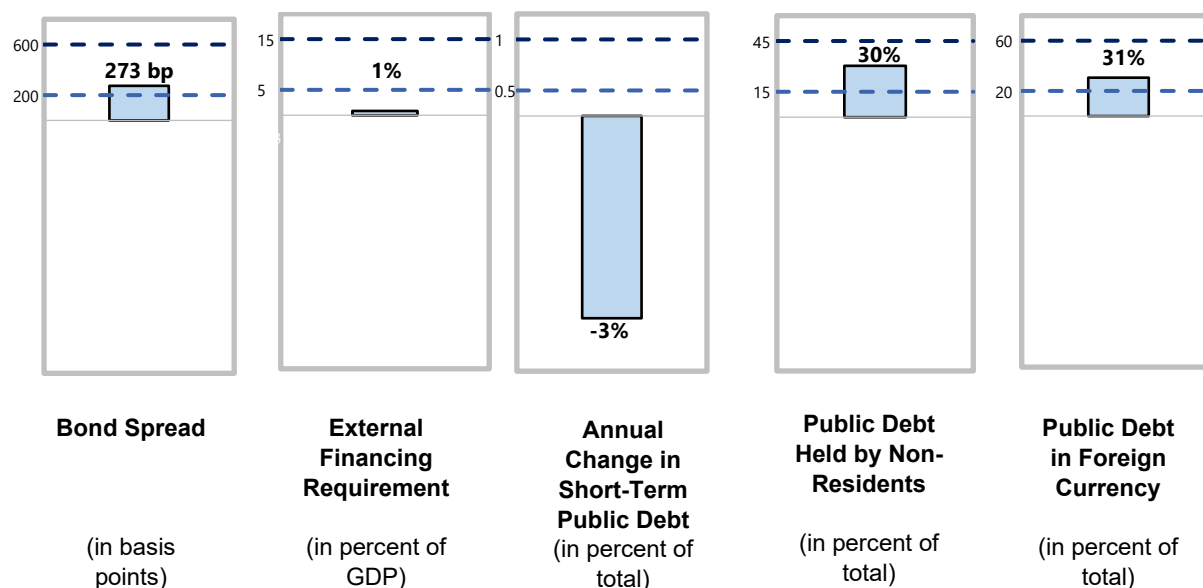 600
273 bp
200
Bond Spread
(in basis
points)
15
1%
5
External
Financing
Requirement
(in percent of
GDP)
1
0.5
-3%
Annual
Change in
Short-Term
Public Debt
(in percent of
total)
45
30%
15
Public Debt
Held by Non-
Residents
(in percent of
total)
60
31%
20
Public Debt
in Foreign
Currency
(in percent of
total)